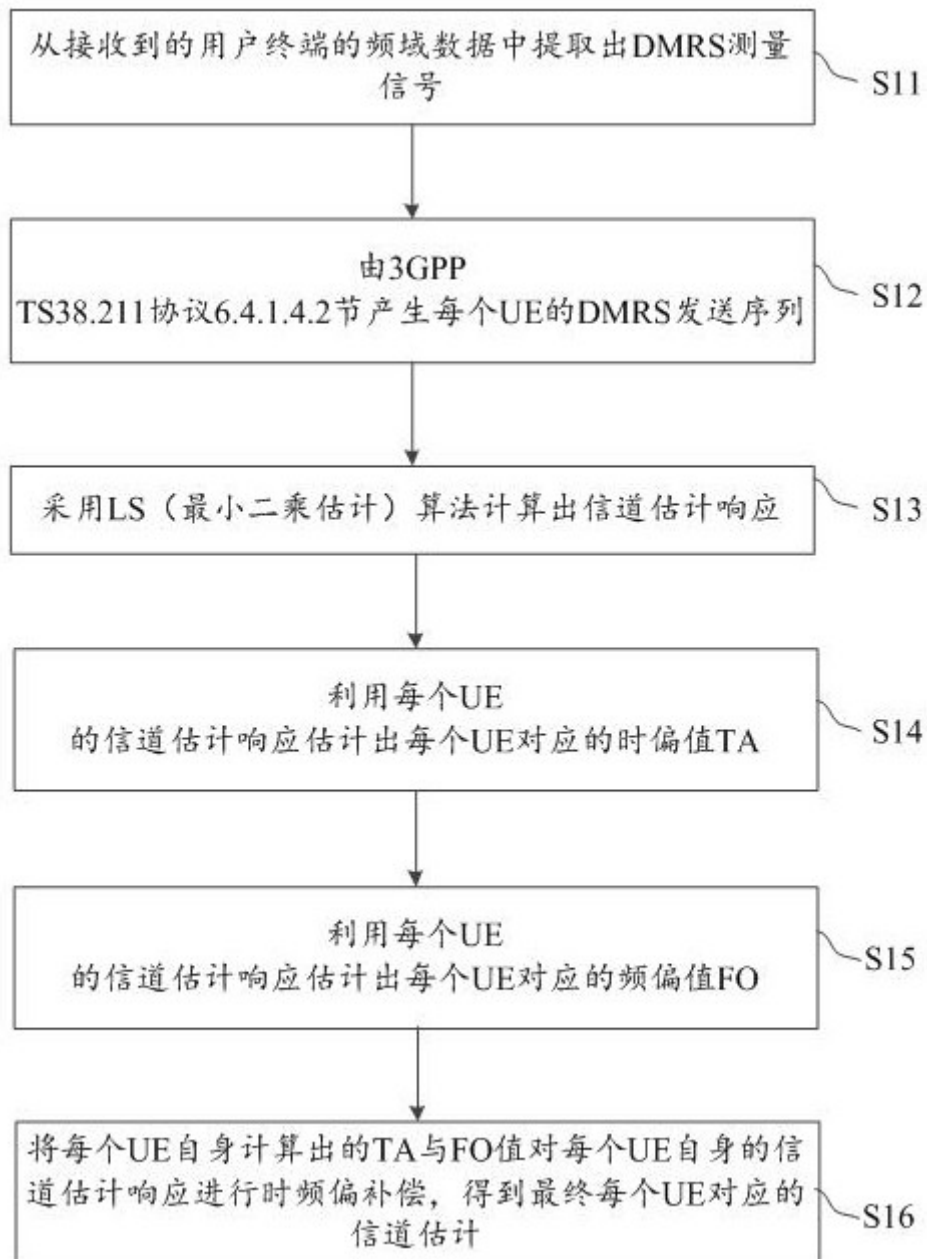 从接收到的用户终端的频域数据中提取出DMRS测量
信号
S11
由3GPP
TS38.211协议6.4.1.4.2节产生每个UE的DMRS发送序列
S12
采用LS（最小二乘估计）算法计算出信道估计响应
S13
利用每个UE
的信道估计响应估计出每个UE对应的时偏值TA
S14
利用每个UE
的信道估计响应估计出每个UE对应的频偏值FO
S15
将每个UE自身计算出的TA与FO值对每个UE自身的信
道估计响应进行时频偏补偿，得到最终每个UE对应的
信道估计
S16